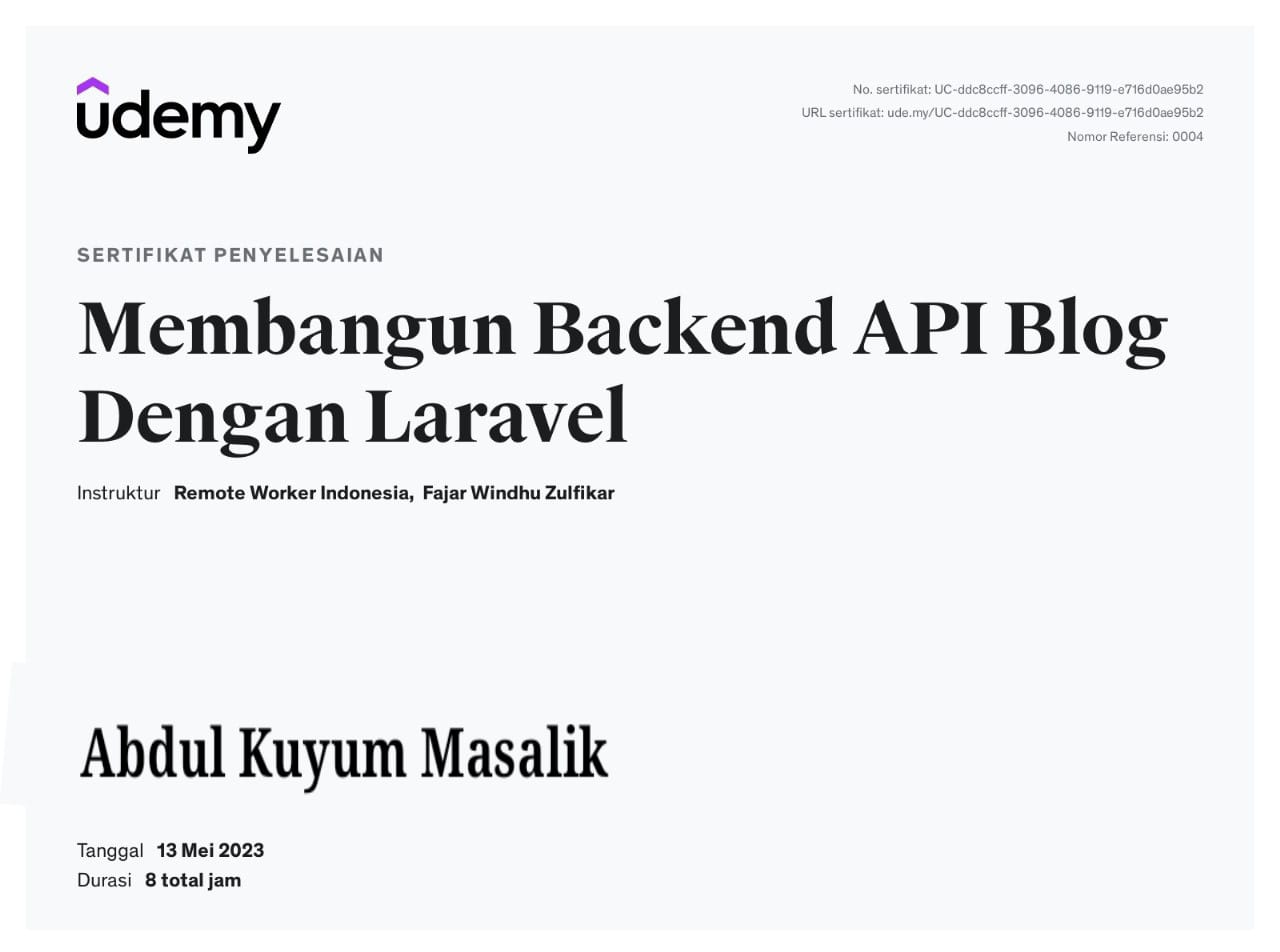 udemy
No. sertifikat: UC-ddc8ccff-3096-4086-9119-e716d0ae95b2
URL sertifikat: ude.my/UC-ddc8ccff-3096-4086-9119-e716d0ae95b2
Nomor Referensi: 0004
SERTIFIKAT PENYELESAIAN
Membangun Backend API Blog
Dengan Laravel
Instruktur Remote Worker Indonesia, Fajar Windhu Zulfikar
Abdul Kuyum Masalik
Tanggal 13 Mei 2023
Durasi 8 total jam